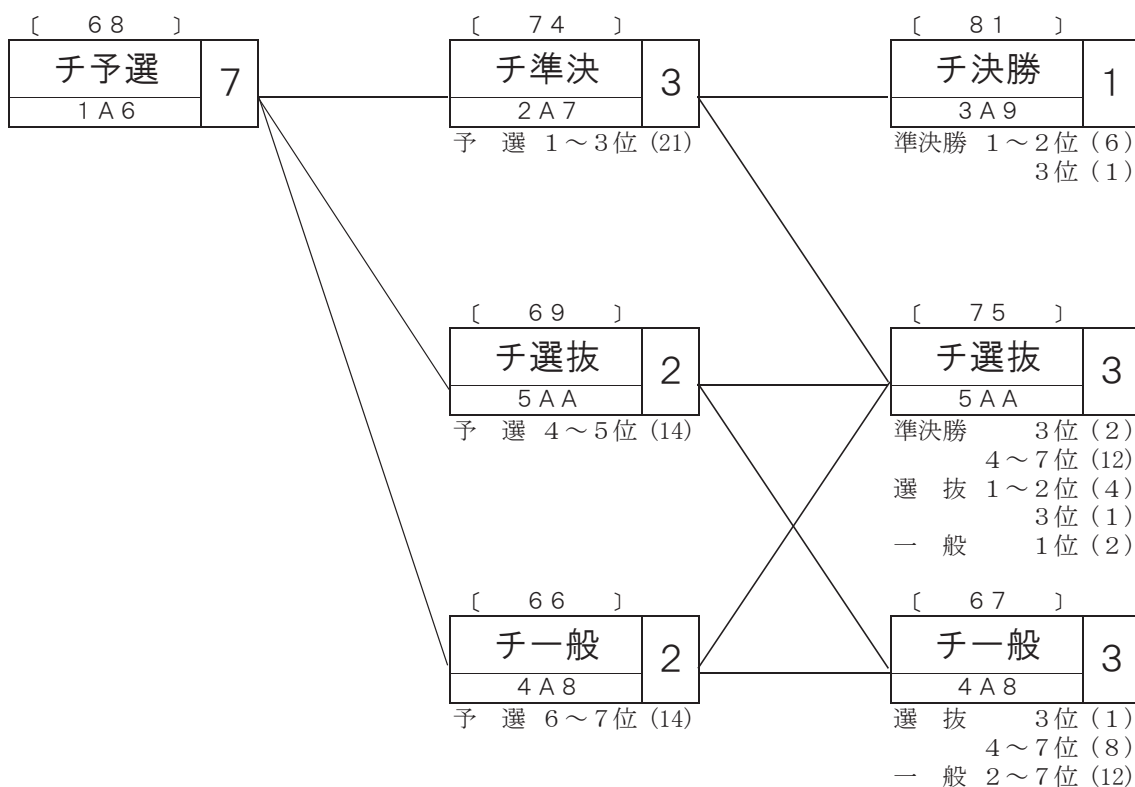 〔 68 〕
チ予選 7
1A6
〔 74 〕
チ準決 3
2A7
予 選 1~3位 (21)
〔 81 〕
チ決勝 1
3A9
準決勝 1~2位 (6)
3位 (1)
〔 69 〕
チ選抜 2
5AA
予 選 4~5位 (14)
〔 75 〕
チ選抜 3
5AA
準決勝 3位 (2)
4~7位 (12)
選 抜 1~2位 (4)
3位 (1)
一 般 1位 (2)
〔 66 〕
チ一般 2
4A8
予 選 6~7位 (14)
〔 67 〕
チ一般 3
4A8
選 抜 3位 (1)
4~7位 (8)
一 般 2~7位 (12)